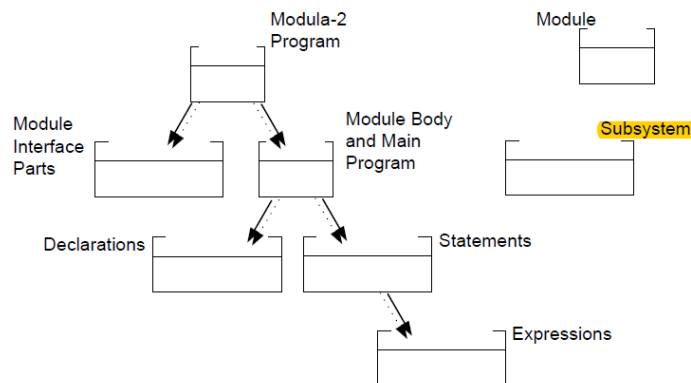 Modula-2
Program
Module
Module
Interface
Parts
Module Body
and Main
Program
Subsystem
Declarations
Statements
Expressions